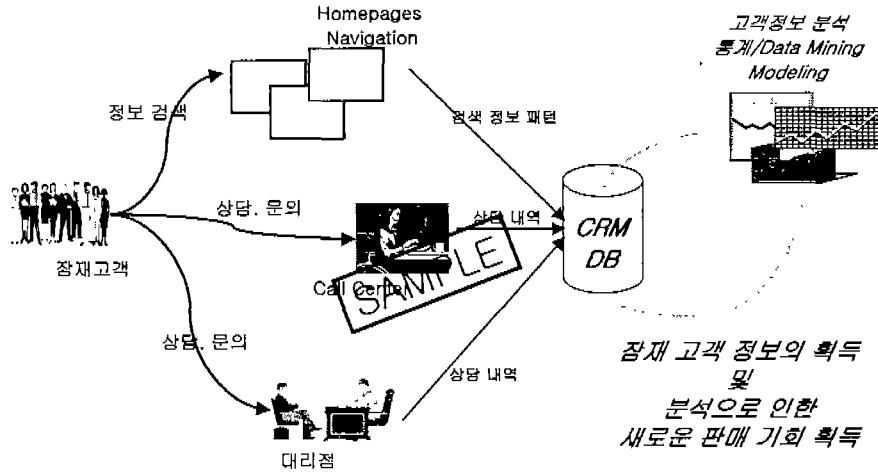 Homepages
Navigation
고객정보 분석
통계/Data Mining
Modeling
정보 검색
검색 정보 패턴
상담, 문의
상담 내역
CRM
DB
잠재고객
Call Center
SAMPLE
상담, 문의
상담 내역
대리점
잠재 고객 정보의 획득
및
분석으로 인한
새로운 판매 기회 획득